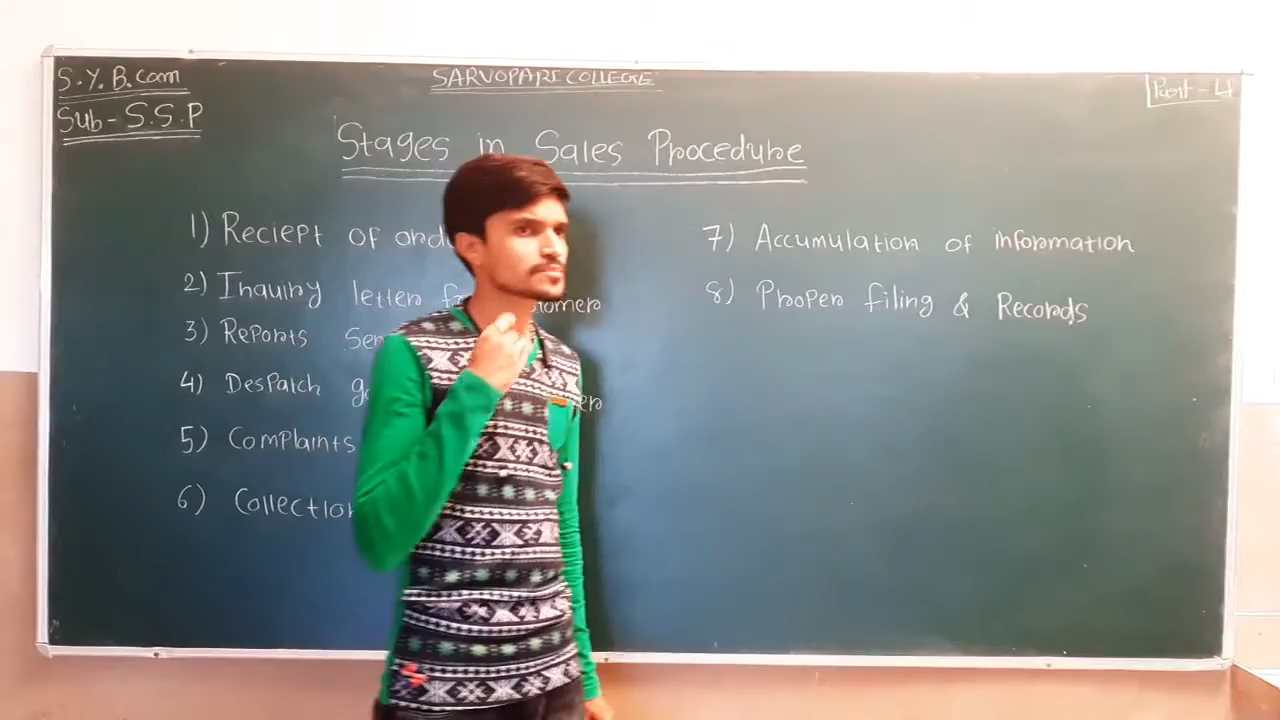 S.Y.B.Com
SARVOPARI COLLEGE
Part-4
Sub-S.S.P
Stages in Sales Procedure
1) Reciept of
2) Inquiry letter
3) Reports
4) Despatch
5) Complaints
6)
7) Accumulation of information
8) Proper filing & Records